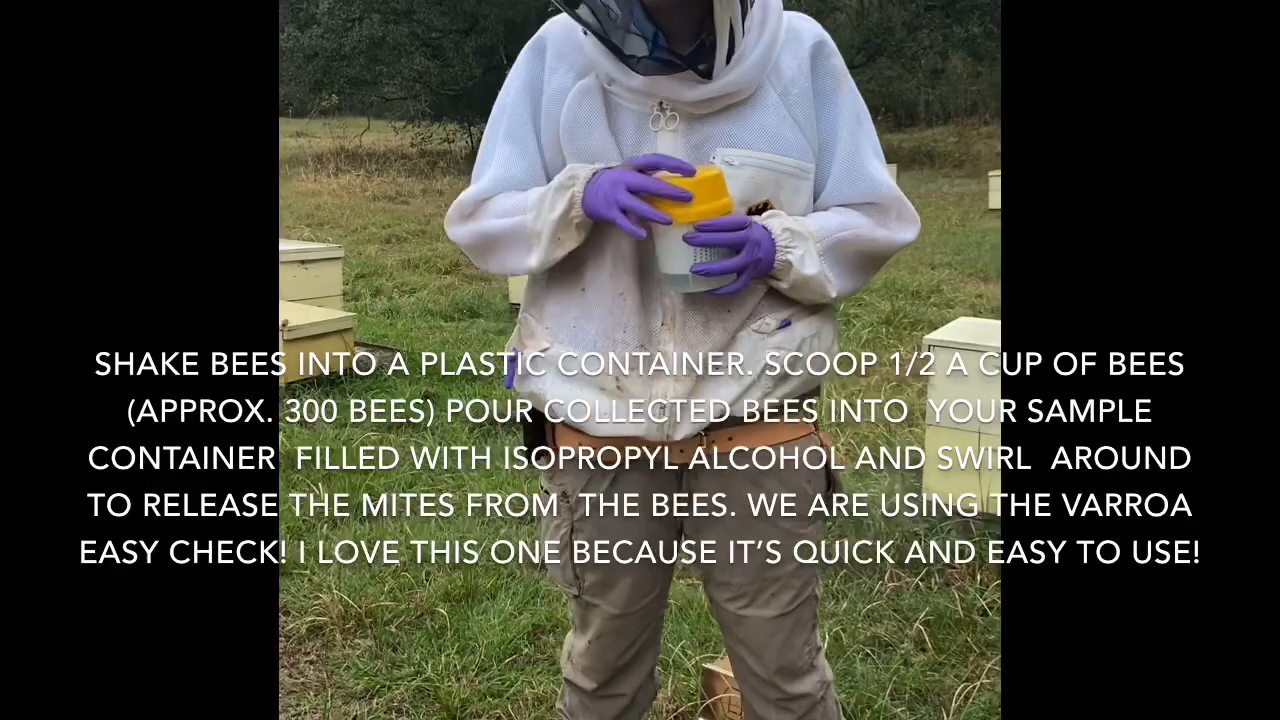 SHAKE BEES INTO A PLASTIC CONTAINER. SCOOP 1/2 A CUP OF BEES
(APPROX. 300 BEES) POUR COLLECTED BEES INTO YOUR SAMPLE
CONTAINER FILLED WITH ISOPROPYL ALCOHOL AND SWIRL AROUND
TO RELEASE THE MITES FROM THE BEES. WE ARE USING THE VARROA
EASY CHECK! I LOVE THIS ONE BECAUSE IT'S QUICK AND EASY TO USE!